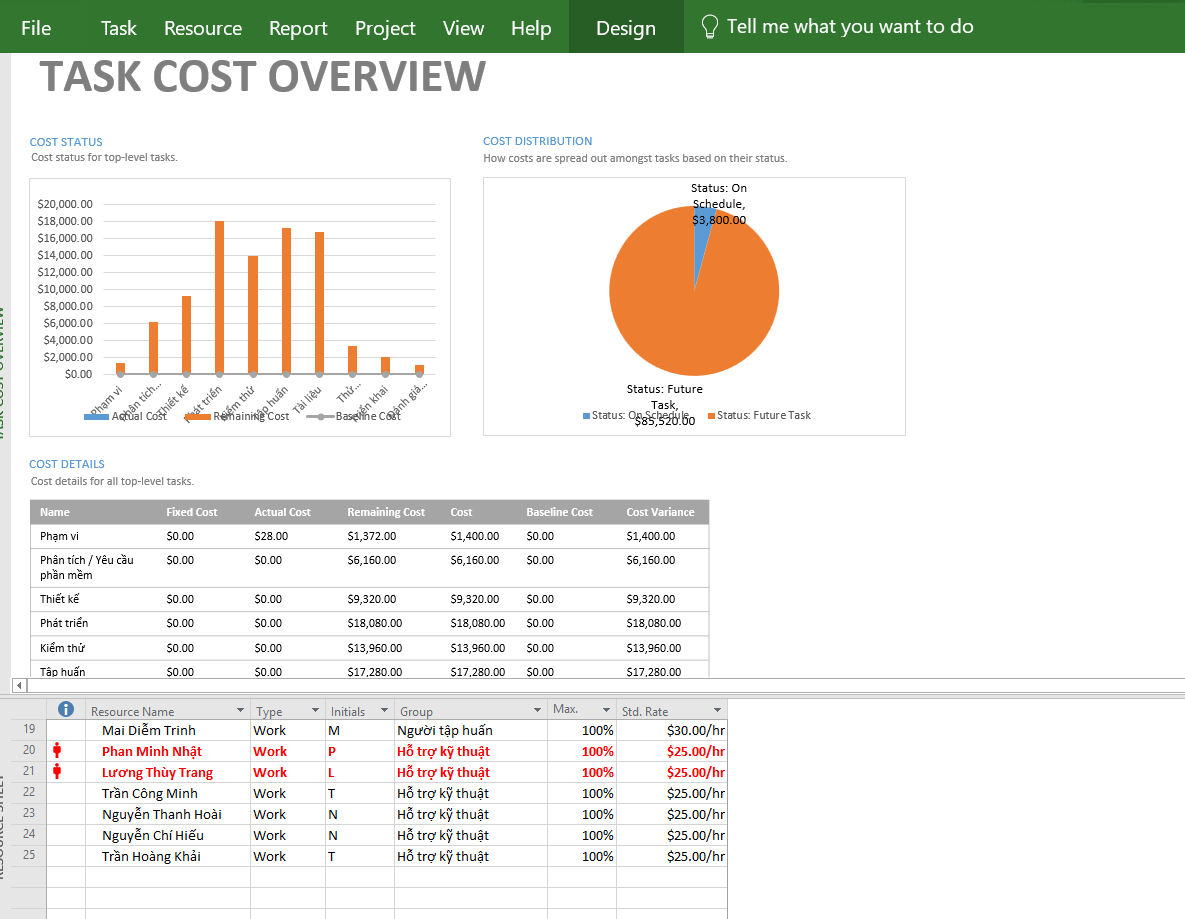 File Task Resource Report Project View Help Design Tell me what you want to do
TASK COST OVERVIEW
COST STATUS
Cost status for top-level tasks.
$20,000.00
$18,000.00
$16,000.00
$14,000.00
$12,000.00
$10,000.00
$8,000.00
$6,000.00
$4,000.00
$2,000.00
$0.00
Phạm vi
Phân tích...
Thiết kế
Phát triển
Kiểm thử
Tập huấn
Tài liệu
Thử...
Đánh giá...
Actual Cost Remaining Cost Baseline Cost
COST DISTRIBUTION
How costs are spread out amongst tasks based on their status.
Status: On
Schedule,
$3,800.00
Status: Future
Task,
$85,520.00
Status: On Schedule Status: Future Task
COST DETAILS
Cost details for all top-level tasks.
Name Fixed Cost Actual Cost Remaining Cost Cost Baseline Cost Cost Variance
Phạm vi $0.00 $28.00 $1,372.00 $1,400.00 $0.00 $1,400.00
Phân tích / Yêu cầu $0.00 $0.00 $6,160.00 $6,160.00 $0.00 $6,160.00
phần mềm
Thiết kế $0.00 $0.00 $9,320.00 $9,320.00 $0.00 $9,320.00
Phát triển $0.00 $0.00 $18,080.00 $18,080.00 $0.00 $18,080.00
Kiểm thử $0.00 $0.00 $13,960.00 $13,960.00 $0.00 $13,960.00
Tập huấn $0.00 $0.00 $17,280.00 $17,280.00 $0.00 $17,280.00
Resource Name Type Initials Group Max. Std. Rate
19 Mai Diễm Trinh Work M Người tập huấn 100% $30.00/hr
20 Phan Minh Nhật Work P Hỗ trợ kỹ thuật 100% $25.00/hr
21 Lương Thùy Trang Work L Hỗ trợ kỹ thuật 100% $25.00/hr
22 Trần Công Minh Work T Hỗ trợ kỹ thuật 100% $25.00/hr
23 Nguyễn Thanh Hoài Work N Hỗ trợ kỹ thuật 100% $25.00/hr
24 Nguyễn Chí Hiếu Work N Hỗ trợ kỹ thuật 100% $25.00/hr
25 Trần Hoàng Khải Work T Hỗ trợ kỹ thuật 100% $25.00/hr